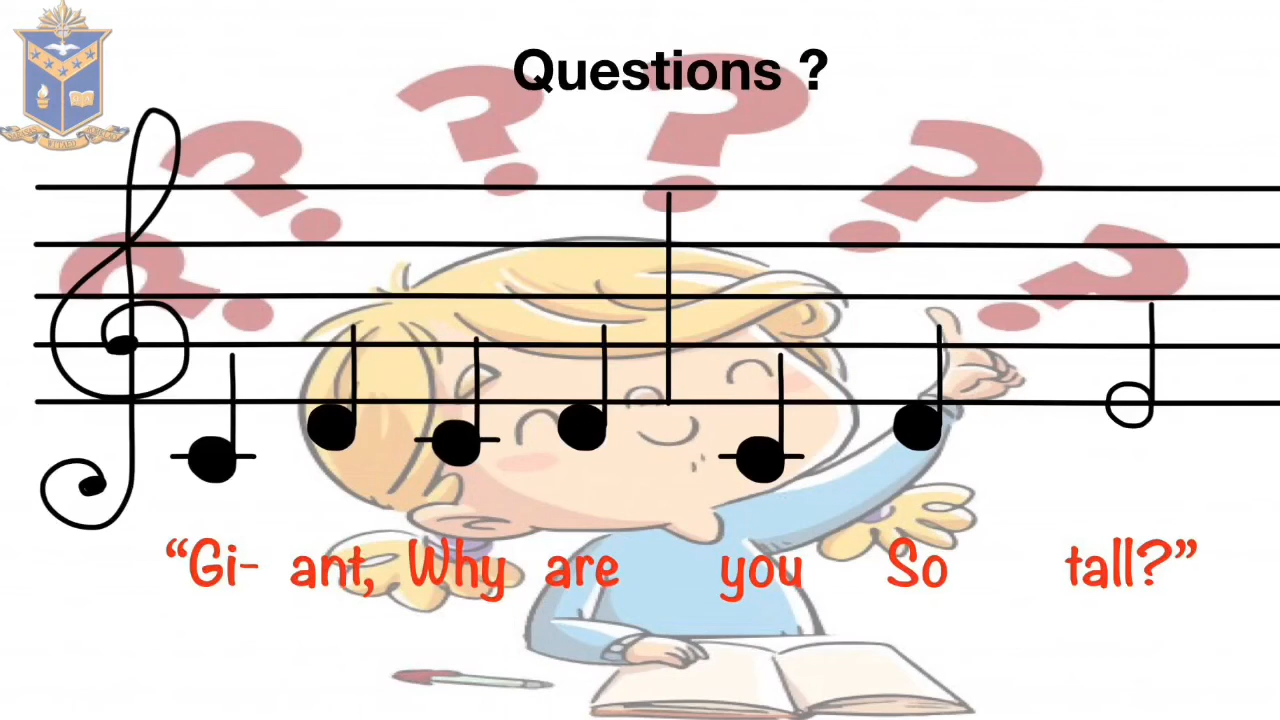 Questions ?
“Gi- ant, Why are you So tall?”